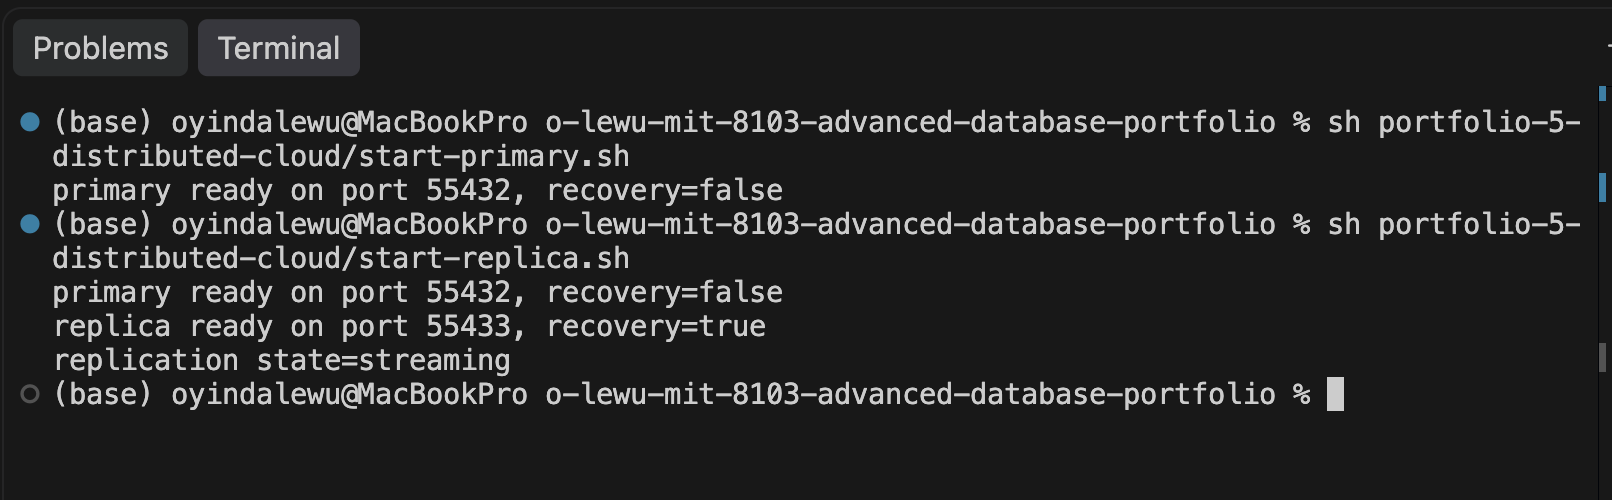 Problems Terminal
(base) oyindalewu@MacBookPro o-lewu-mit-8103-advanced-database-portfolio % sh portfolio-5-
distributed-cloud/start-primary.sh
primary ready on port 55432, recovery=false
(base) oyindalewu@MacBookPro o-lewu-mit-8103-advanced-database-portfolio % sh portfolio-5-
distributed-cloud/start-replica.sh
primary ready on port 55432, recovery=false
replica ready on port 55433, recovery=true
replication state=streaming
(base) oyindalewu@MacBookPro o-lewu-mit-8103-advanced-database-portfolio %